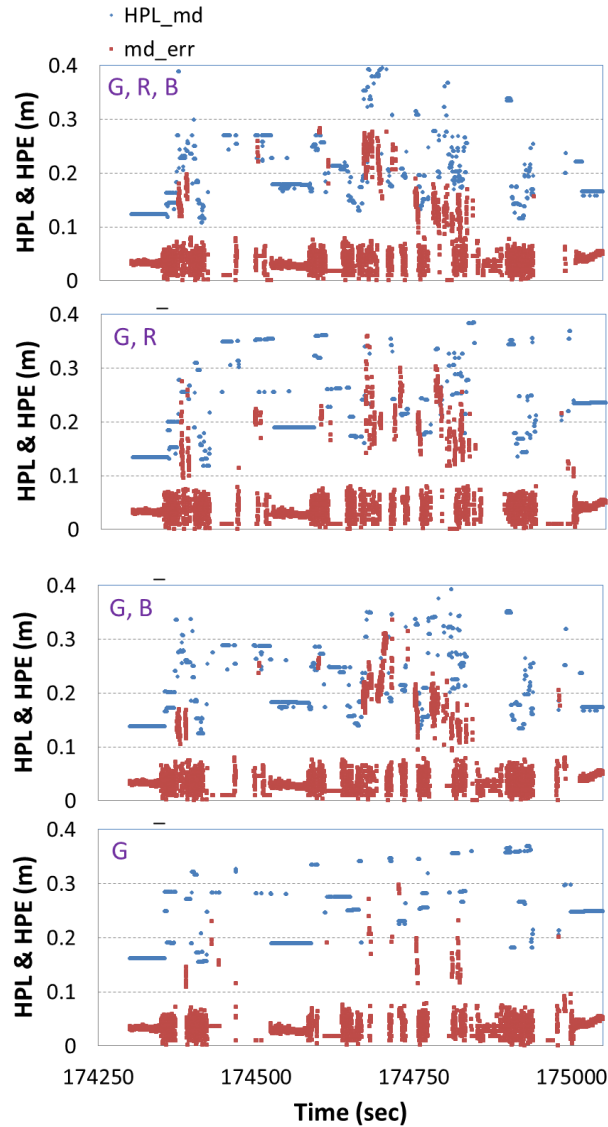 HPL_md
md_err
G, R, B
HPL & HPE (m)
0.4
0.3
0.2
0.1
0
G, R
HPL & HPE (m)
0.4
0.3
0.2
0.1
0
G, B
HPL & HPE (m)
0.4
0.3
0.2
0.1
0
G
HPL & HPE (m)
0.4
0.3
0.2
0.1
0
174250 174500 174750 175000
Time (sec)